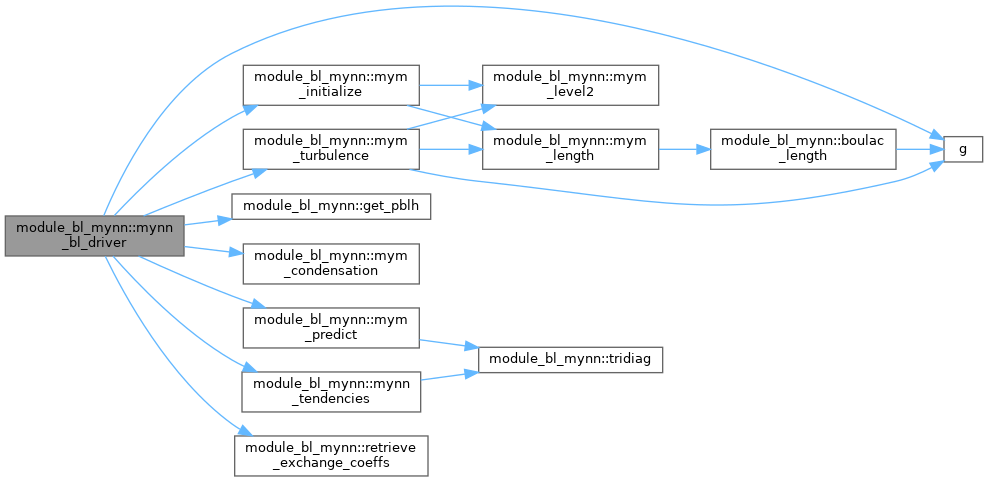 module_bl_mynn::mynn
_bl_driver
module_bl_mynn::mym
_initialize
module_bl_mynn::mym
_turbulence
module_bl_mynn::get_pblh
module_bl_mynn::mym
_condensation
module_bl_mynn::mym
_predict
module_bl_mynn::mynn
_tendencies
module_bl_mynn::retrieve
_exchange_coeffs
module_bl_mynn::mym
_level2
module_bl_mynn::mym
_length
module_bl_mynn::tridiag
module_bl_mynn::boulac
_length
g